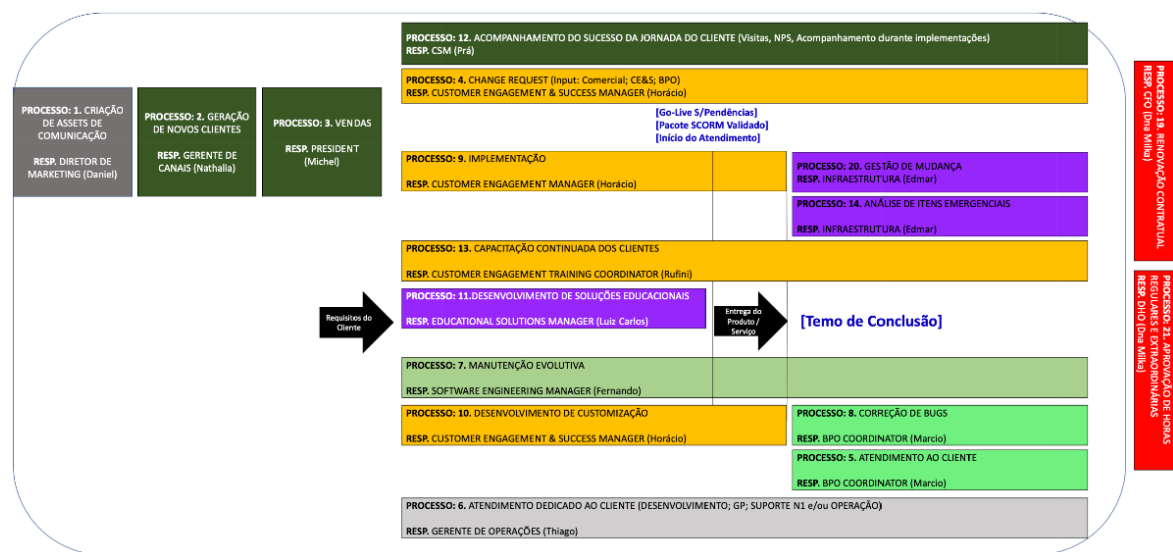 PROCESSO: 12. ACOMPANHAMENTO DO SUCESSO DA JORNADA DO CLIENTE (Visitas, NPS, Acompanhamento durante implementações)
RESP. CSM (Prá)
PROCESSO: 4. CHANGE REQUEST (Input: Comercial; CE&S; BPO)
RESP. CUSTOMER ENGAGEMENT & SUCCESS MANAGER (Horácio)
PROCESSO: 1. CRIAÇÃO
DE ASSETS DE
COMUNICAÇÃO
RESP. DIRETOR DE
MARKETING (Daniel)
PROCESSO: 2. GERAÇÃO
DE NOVOS CLIENTES
RESP. GERENTE DE
CANAIS (Nathalia)
PROCESSO: 3. VENDAS
RESP. PRESIDENT
(Michel)
[Go-Live S/Pendências]
[Pacote SCORM Validado]
[Início do Atendimento]
PROCESSO: 9. IMPLEMENTAÇÃO
RESP. CUSTOMER ENGAGEMENT MANAGER (Horácio)
PROCESSO: 20. GESTÃO DE MUDANÇA
RESP. INFRAESTRUTURA (Edmar)
PROCESSO: 14. ANÁLISE DE ITENS EMERGENCIAIS
RESP. INFRAESTRUTURA (Edmar)
PROCESSO: 13. CAPACITAÇÃO CONTINUADA DOS CLIENTES
RESP. CUSTOMER ENGAGEMENT TRAINING COORDINATOR (Rufini)
Requisitos do
Cliente
PROCESSO: 11.DESENVOLVIMENTO DE SOLUÇÕES EDUCACIONAIS
RESP. EDUCATIONAL SOLUTIONS MANAGER (Luiz Carlos)
Entrega do
Produto /
Serviço
[Temo de Conclusão]
PROCESSO: 7. MANUTENÇÃO EVOLUTIVA
RESP. SOFTWARE ENGINEERING MANAGER (Fernando)
PROCESSO: 10. DESENVOLVIMENTO DE CUSTOMIZAÇÃO
RESP. CUSTOMER ENGAGEMENT & SUCCESS MANAGER (Horácio)
PROCESSO: 8. CORREÇÃO DE BUGS
RESP. BPO COORDINATOR (Marcio)
PROCESSO: 5. ATENDIMENTO AO CLIENTE
RESP. BPO COORDINATOR (Marcio)
PROCESSO: 6. ATENDIMENTO DEDICADO AO CLIENTE (DESENVOLVIMENTO; GP; SUPORTE N1 e/ou OPERAÇÃO)
RESP. GERENTE DE OPERAÇÕES (Thiago)
PROCESSO: 19. RENOVAÇÃO CONTRATUAL
RESP. CFO (Dna Milka)
PROCESSO: 21. APROVAÇÃO DE HORAS
REGULARES E EXTRAORDINÁRIAS
RESP. DHO (Dna Milka)